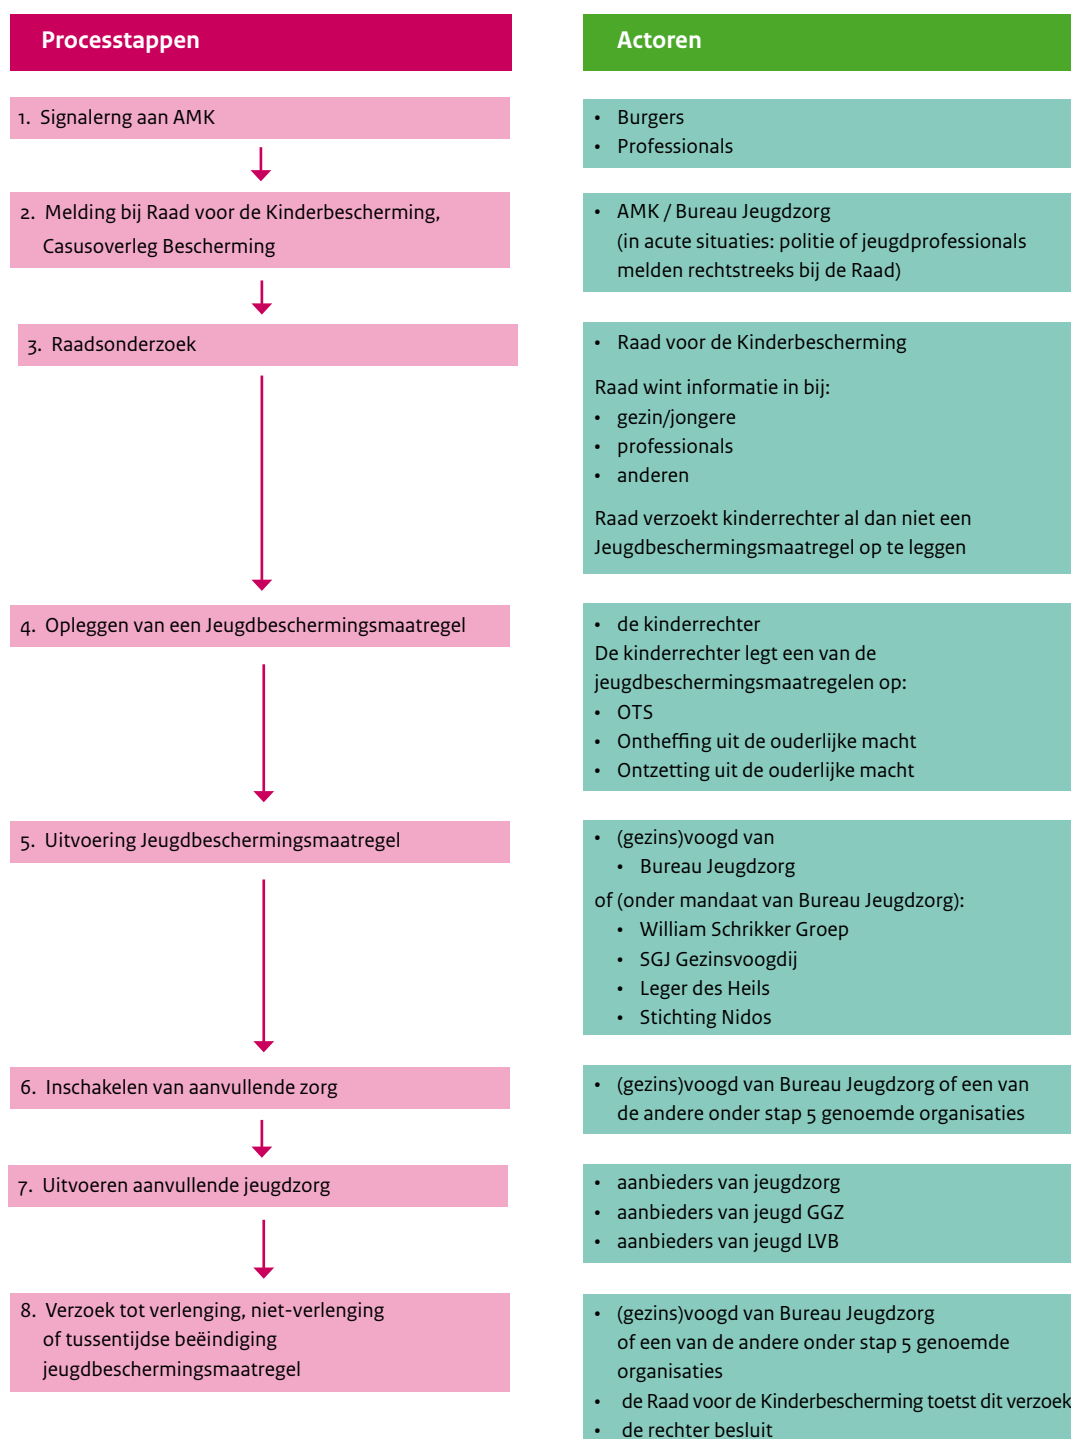 Processtappen
Actoren
1. Signalerng aan AMK
• Burgers
• Professionals
2. Melding bij Raad voor de Kinderbescherming,
Casusoverleg Bescherming
• AMK / Bureau Jeugdzorg
(in acute situaties: politie of jeugdprofessionals
melden rechtstreeks bij de Raad)
3. Raadsonderzoek
• Raad voor de Kinderbescherming
Raad wint informatie in bij:
• gezin/jongere
• professionals
• anderen
Raad verzoekt kinderrechter al dan niet een
Jeugdbeschermingsmaatregel op te leggen
4. Opleggen van een Jeugdbeschermingsmaatregel
• de kinderrechter
De kinderrechter legt een van de
jeugdbeschermingsmaatregelen op:
• OTS
• Ontheffing uit de ouderlijke macht
• Ontzetting uit de ouderlijke macht
5. Uitvoering Jeugdbeschermingsmaatregel
• (gezins)voogd van
• Bureau Jeugdzorg
of (onder mandaat van Bureau Jeugdzorg):
• William Schrikker Groep
• SGJ Gezinsvoogdij
• Leger des Heils
• Stichting Nidos
6. Inschakelen van aanvullende zorg
• (gezins)voogd van Bureau Jeugdzorg of een van
de andere onder stap 5 genoemde organisaties
7. Uitvoeren aanvullende jeugdzorg
• aanbieders van jeugdzorg
• aanbieders van jeugd GGZ
• aanbieders van jeugd LVB
8. Verzoek tot verlenging, niet-verlenging
of tussentijdse beëindiging
jeugdbeschermingsmaatregel
• (gezins)voogd van Bureau Jeugdzorg
of een van de andere onder stap 5 genoemde
organisaties
• de Raad voor de Kinderbescherming toetst dit verzoek
• de rechter besluit